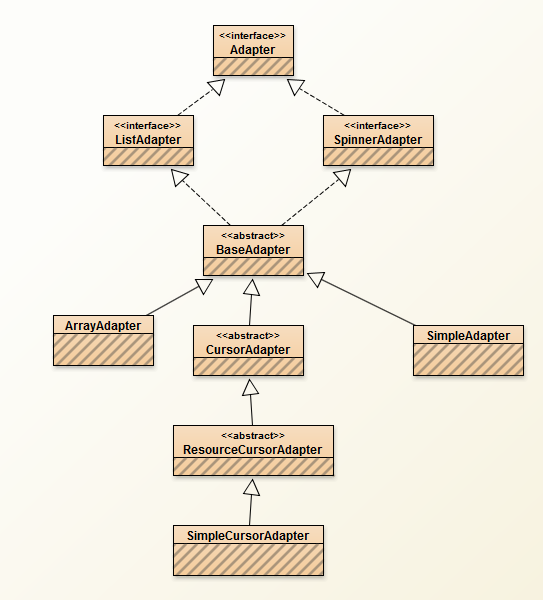 <<interface>>
Adapter
<<interface>>
ListAdapter
<<interface>>
SpinnerAdapter
<<abstract>>
BaseAdapter
ArrayAdapter
<<abstract>>
CursorAdapter
SimpleAdapter
<<abstract>>
ResourceCursorAdapter
SimpleCursorAdapter